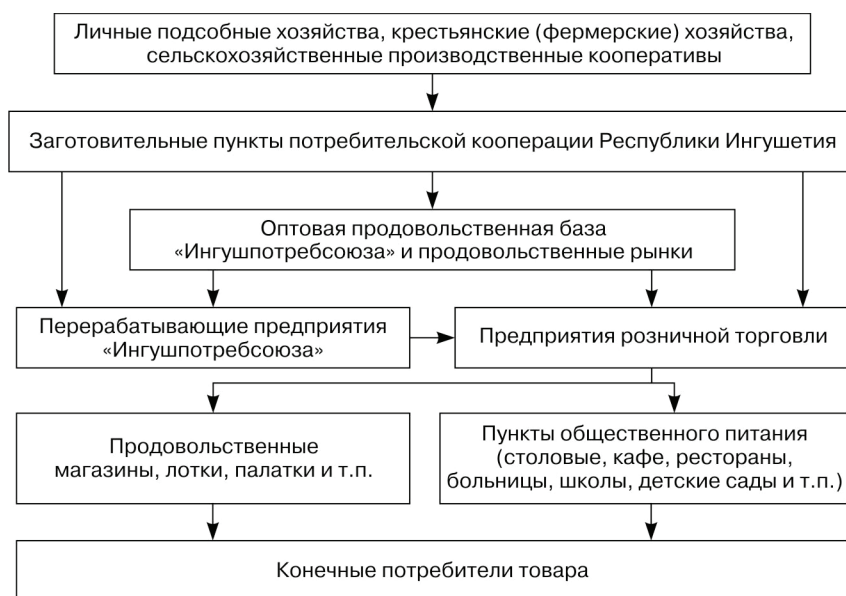 Личные подсобные хозяйства, крестьянские (фермерские) хозяйства,
сельскохозяйственные производственные кооперативы
Заготовительные пункты потребительской кооперации Республики Ингушетия
Оптовая продовольственная база
«Ингушпотребсоюза» и продовольственные рынки
Перерабатывающие предприятия
«Ингушпотребсоюза»
Предприятия розничной торговли
Продовольственные
магазины, лотки, палатки и т.п.
Пункты общественного питания
(столовые, кафе, рестораны,
больницы, школы, детские сады и т.п.)
Конечные потребители товара